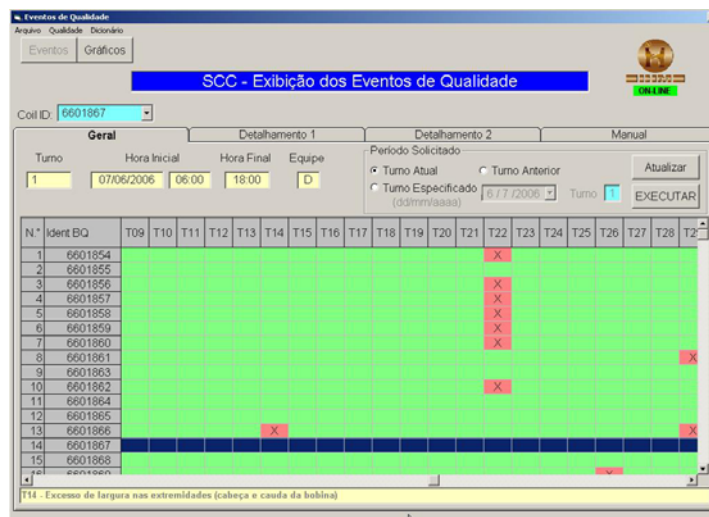 Eventos de Qualidade
Arquivo Qualidade Dicionário
Eventos Gráficos
SCC - Exibição dos Eventos de Qualidade
ON-LINE
Coil ID: 6601867
Geral Detalhamento 1 Detalhamento 2 Manual
Turno Hora Inicial Hora Final Equipe
1 07/06/2006 06:00 18:00 D
Período Solicitado
Turno Atual Turno Anterior
Turno Especificado 6 / 7 /2006 Turno 1
(dd/mm/aaaa)
Atualizar
EXECUTAR
N.° Ident BQ T09 T10 T11 T12 T13 T14 T15 T16 T17 T18 T19 T20 T21 T22 T23 T24 T25 T26 T27 T28
1 6601854 X
2 6601855
3 6601856 X
4 6601857 X
5 6601858 X
6 6601859 X
7 6601860 X
8 6601861 X
9 6601863
10 6601862 X
11 6601864
12 6601865
13 6601866 X X
14 6601867
15 6601868
16 6601869 X
T14 - Excesso de largura nas extremidades (cabeça e cauda da bobina)